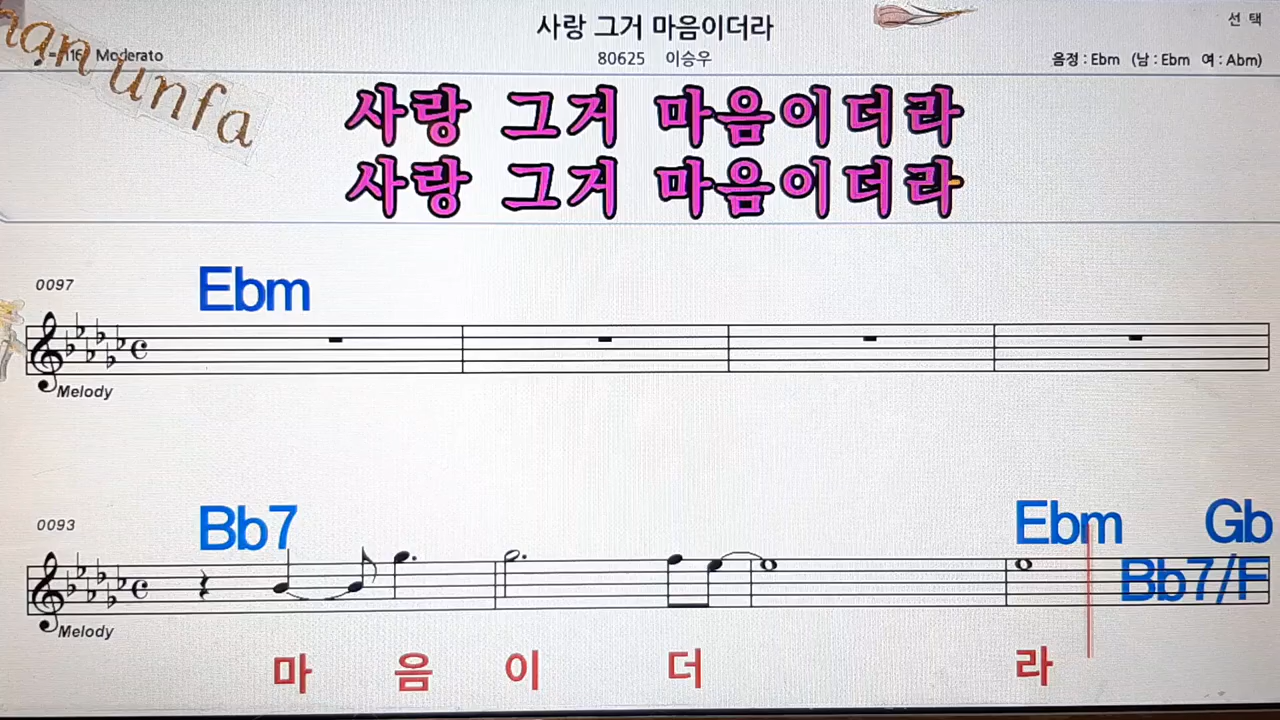 사랑 그거 마음이더라
선 택
Moderato
80625 이승우
음정 : Ebm (남 : Ebm 여 : Abm)
unfa
사랑 그거 마음이더라
사랑 그거 마음이더라
0097
Ebm
Melody
0093
Bb7
Ebm
Gb
Bb7/F
Melody
마 음 이 더 라